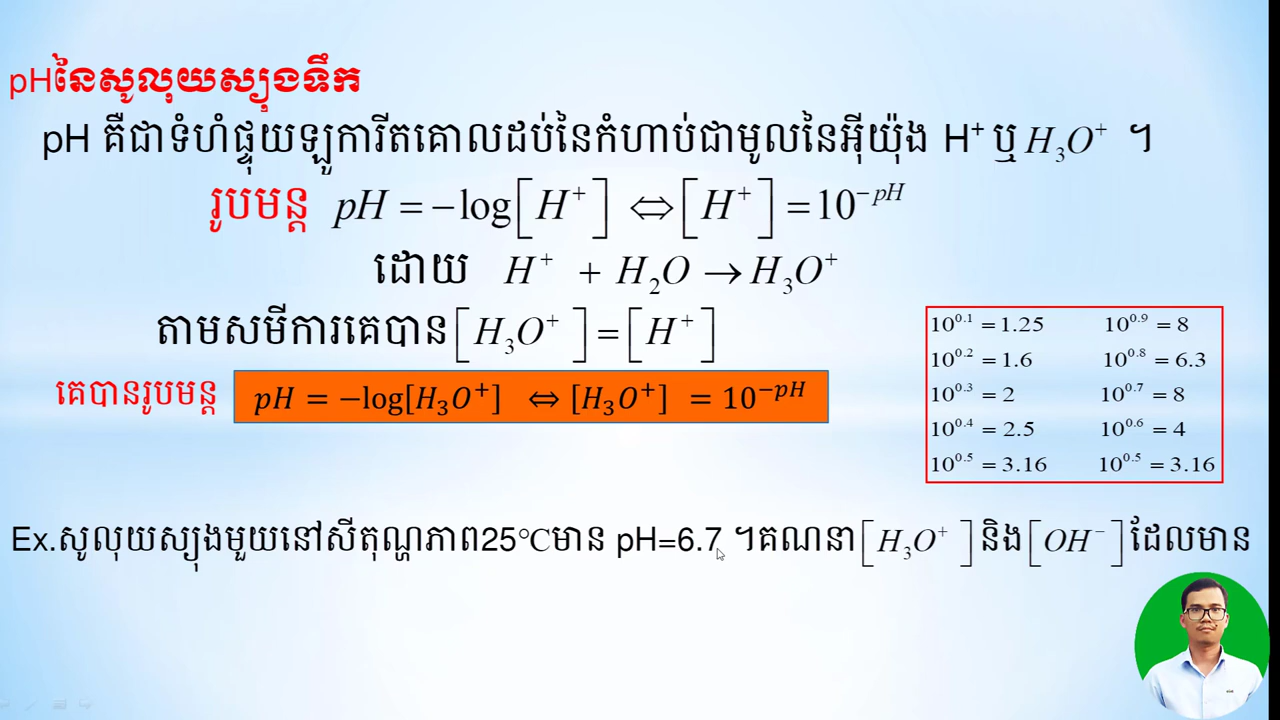 pHនៃសូលុយស្យុងទឹក
pH គឺជាទំហំផ្ទុយឡូការីតគោលដប់នៃកំហាប់ជាមូលនៃអ៊ីយ៉ុង H⁺ ឬ H₃O⁺ ។
រូបមន្ត pH = −log[H⁺] ⇔ [H⁺] = 10^−pH
ដោយ H⁺ + H₂O → H₃O⁺
តាមសមីការគេបាន [H₃O⁺] = [H⁺]
គេបានរូបមន្ត pH = −log[H₃O⁺] ⇔ [H₃O⁺] = 10^−pH
10^0.1 = 1.25 10^0.9 = 8
10^0.2 = 1.6 10^0.8 = 6.3
10^0.3 = 2 10^0.7 = 8
10^0.4 = 2.5 10^0.6 = 4
10^0.5 = 3.16 10^0.5 = 3.16
Ex.សូលុយស្យុងមួយនៅសីតុណ្ហភាព25°Cមាន pH=6.7 ។គណនា [H₃O⁺] និង [OH⁻] ដែលមាន